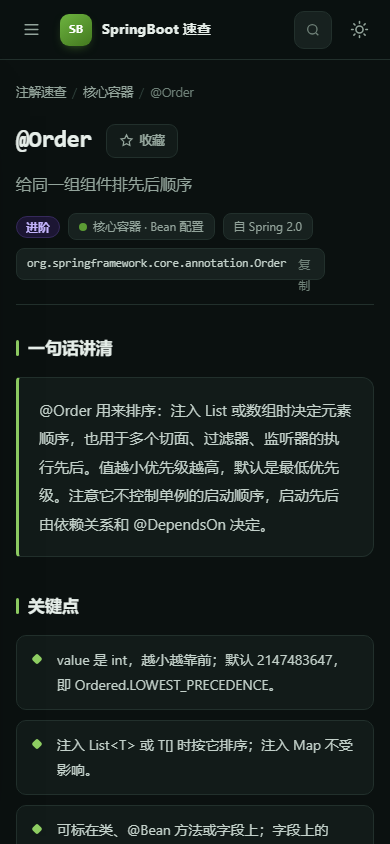 SB SpringBoot 速查
注解速查 / 核心容器 / @Order
@Order 收藏
给同一组组件排先后顺序
进阶 核心容器 · Bean 配置 自 Spring 2.0
org.springframework.core.annotation.Order 复制
一句话讲清
@Order 用来排序：注入 List 或数组时决定元素
顺序，也用于多个切面、过滤器、监听器的执
行先后。值越小优先级越高，默认是最低优先
级。注意它不控制单例的启动顺序，启动先后
由依赖关系和 @DependsOn 决定。
关键点
value 是 int，越小越靠前；默认 2147483647，
即 Ordered.LOWEST_PRECEDENCE。
注入 List<T> 或 T[] 时按它排序；注入 Map 不受
影响。
可标在类、@Bean 方法或字段上；字段上的